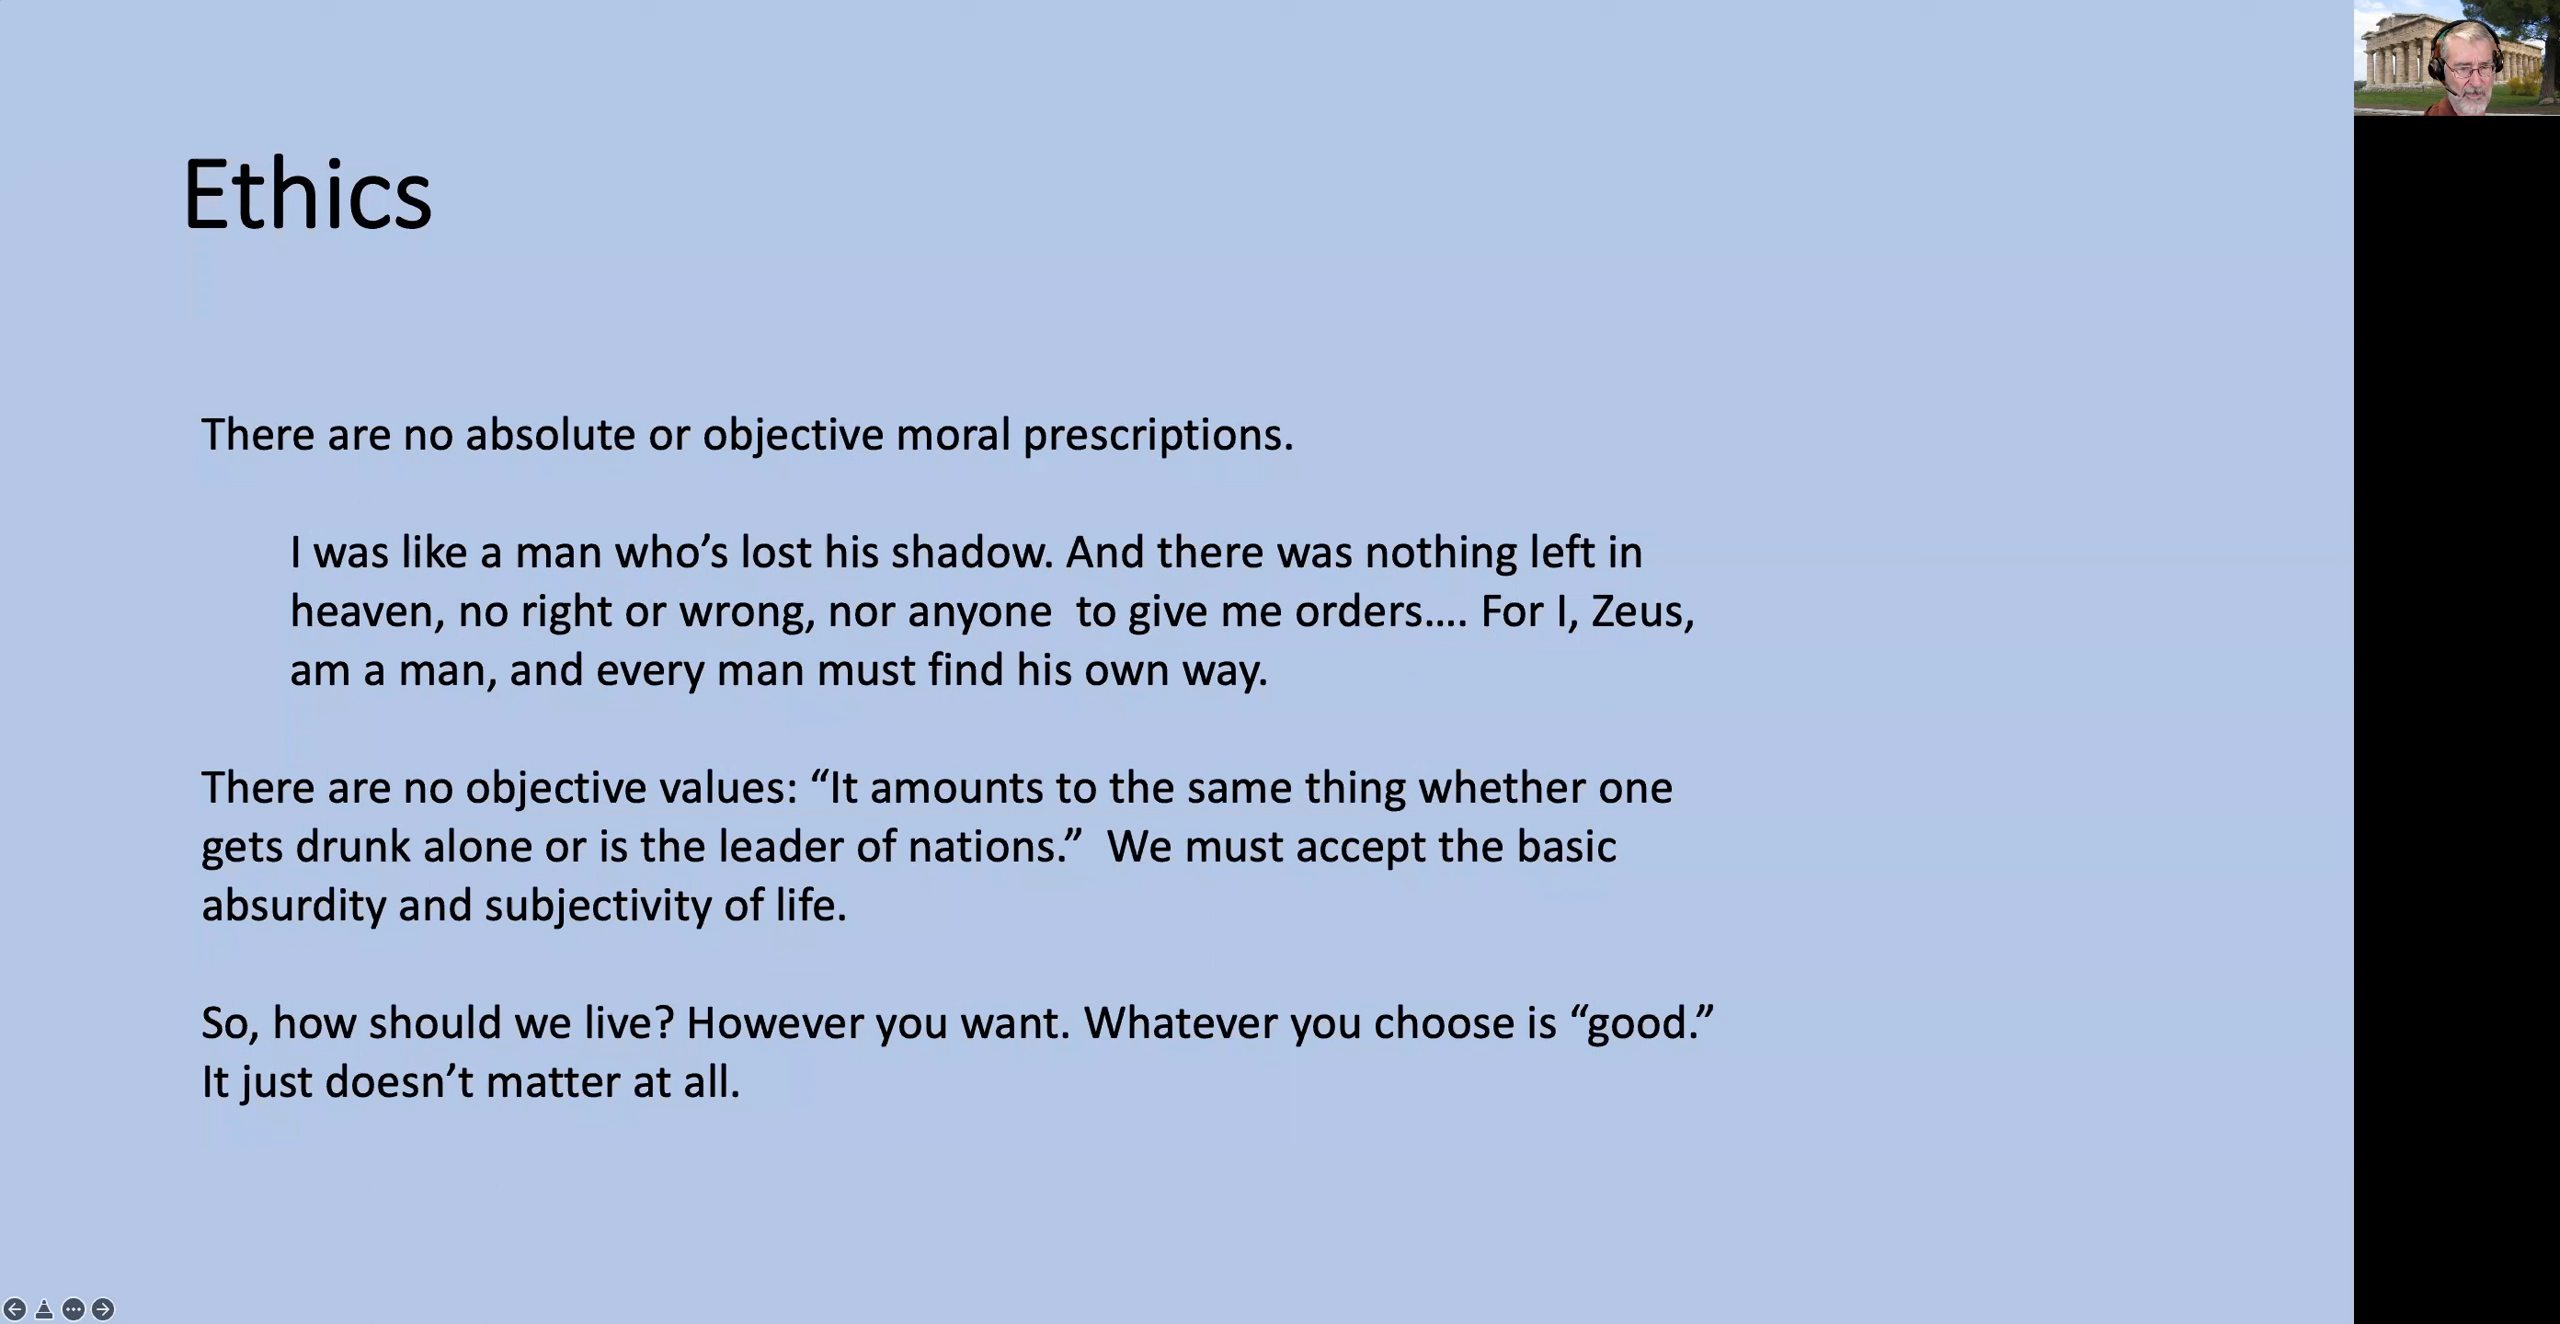 Ethics
There are no absolute or objective moral prescriptions.
I was like a man who’s lost his shadow. And there was nothing left in
heaven, no right or wrong, nor anyone  to give me orders.... For I, Zeus,
am a man, and every man must find his own way.
There are no objective values: “It amounts to the same thing whether one
gets drunk alone or is the leader of nations.”  We must accept the basic
absurdity and subjectivity of life.
So, how should we live? However you want. Whatever you choose is “good.”
It just doesn’t matter at all.